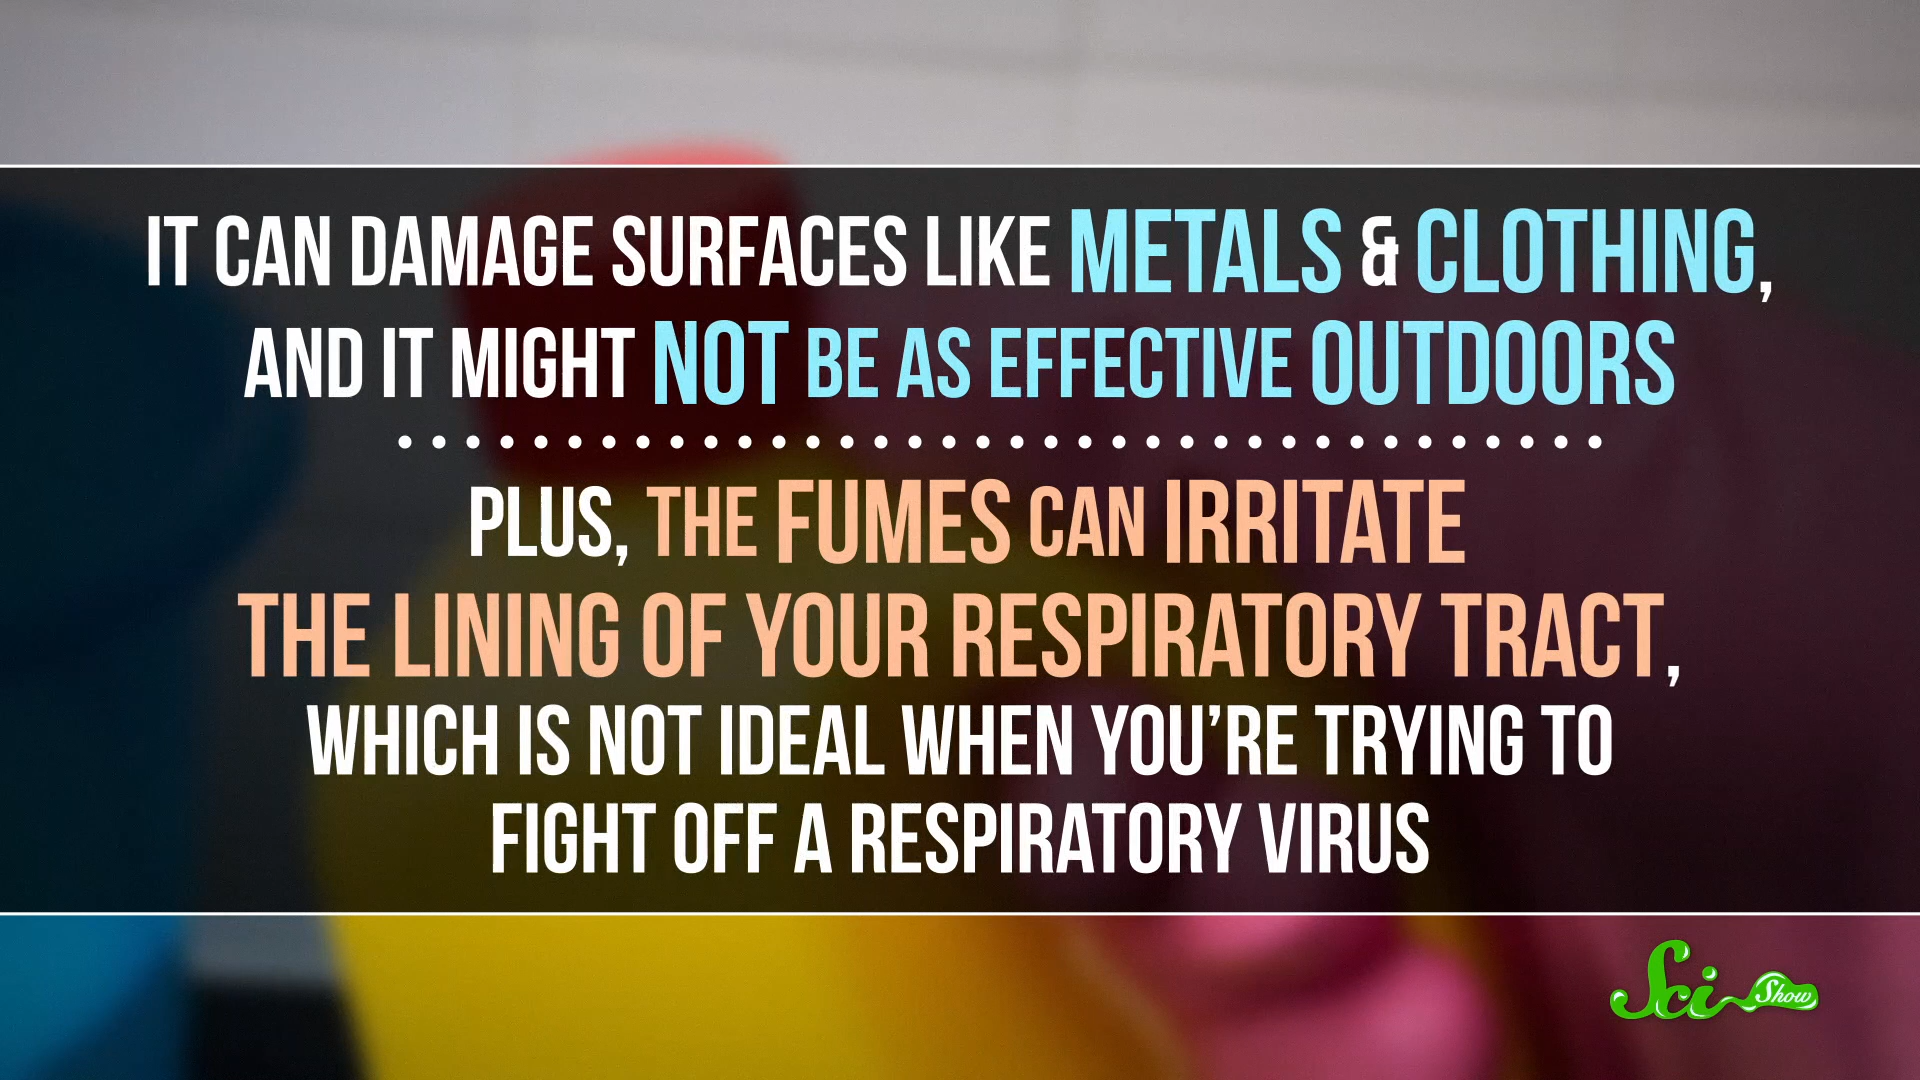 IT CAN DAMAGE SURFACES LIKE METALS & CLOTHING,
AND IT MIGHT NOT BE AS EFFECTIVE OUTDOORS
PLUS, THE FUMES CAN IRRITATE
THE LINING OF YOUR RESPIRATORY TRACT,
WHICH IS NOT IDEAL WHEN YOU’RE TRYING TO
FIGHT OFF A RESPIRATORY VIRUS
Sci Show